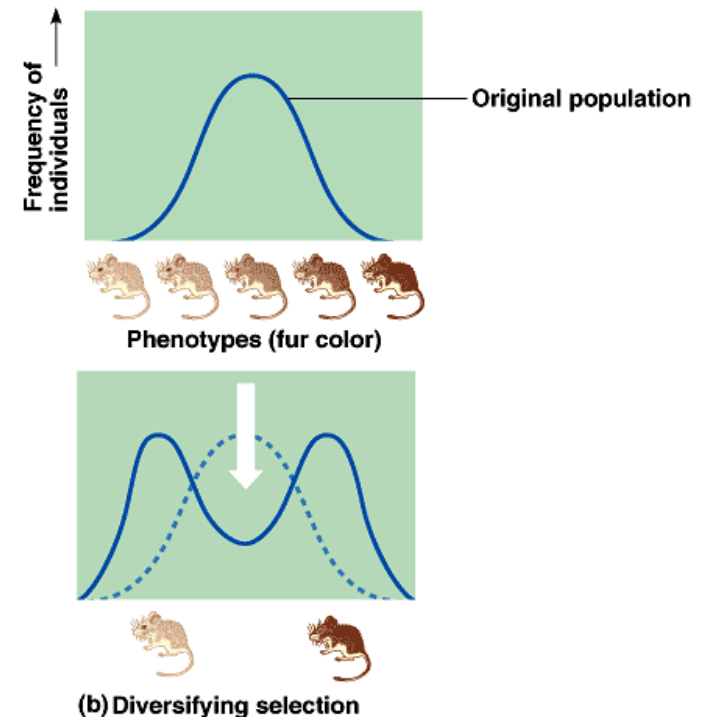 Frequency of
individuals
Original population
Phenotypes (fur color)
(b) Diversifying selection